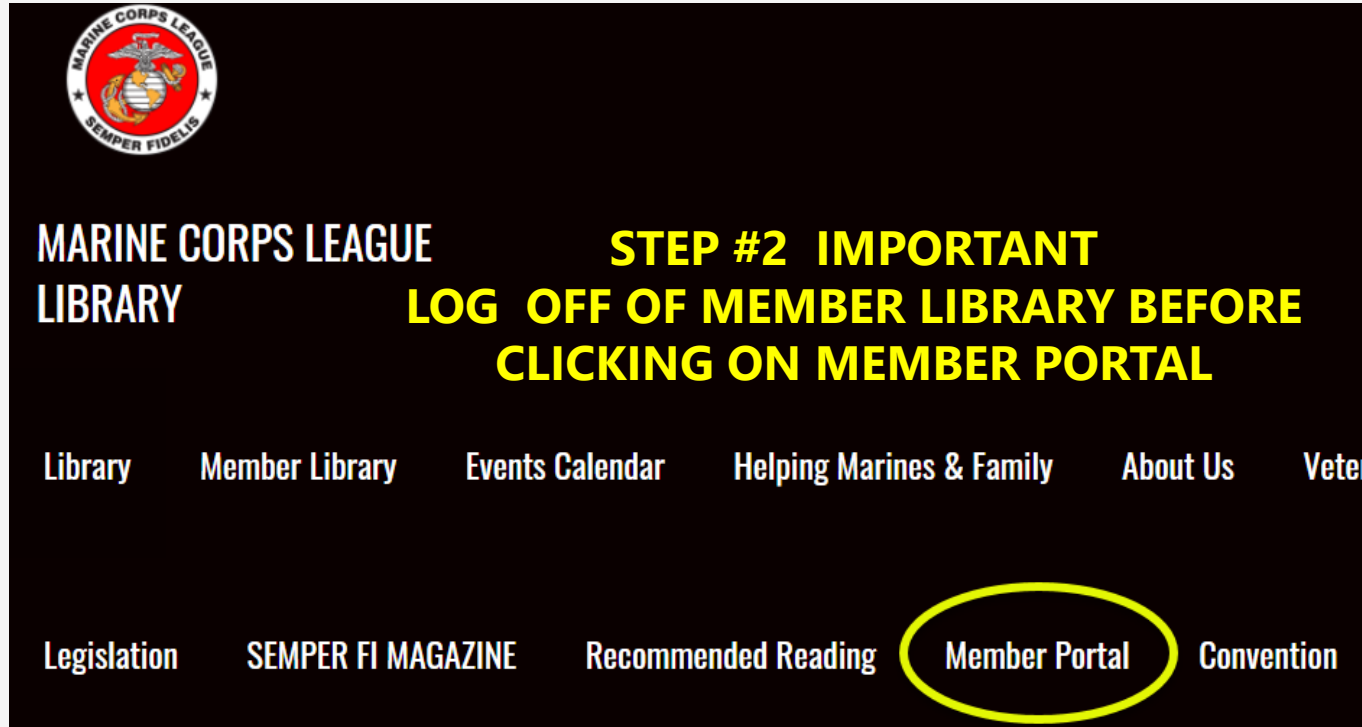 MARINE CORPS LEAGUE
SEMPER FIDELIS
MARINE CORPS LEAGUE
LIBRARY
STEP #2 IMPORTANT
LOG OFF OF MEMBER LIBRARY BEFORE
CLICKING ON MEMBER PORTAL
Library Member Library Events Calendar Helping Marines & Family About Us Veter
Legislation SEMPER FI MAGAZINE Recommended Reading Member Portal Convention